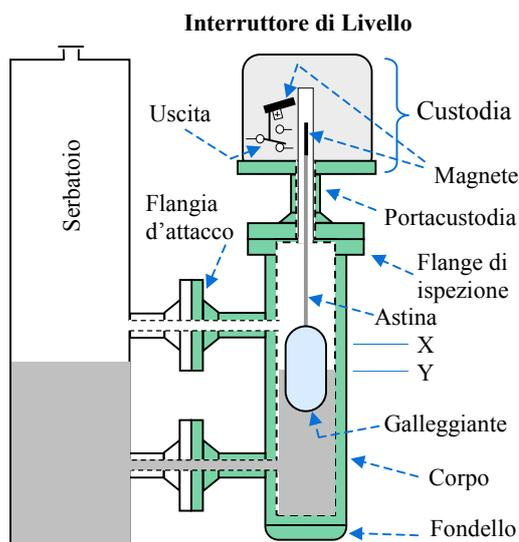 Interruttore di Livello
Uscita
Custodia
Serbatoio
Magnete
Flangia
d'attacco
Portacustodia
Flange di
ispezione
Astina
X
Y
Galleggiante
Corpo
Fondello